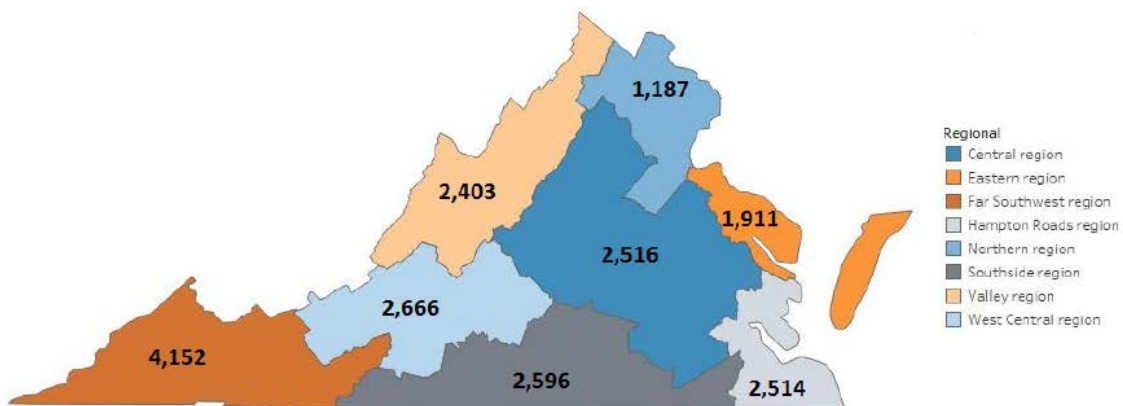 1,187
2,403
1,911
2,516
2,666
4,152
2,596
2,514
Regional
Central region
Eastern region
Far Southwest region
Hampton Roads region
Northern region
Southside region
Valley region
West Central region